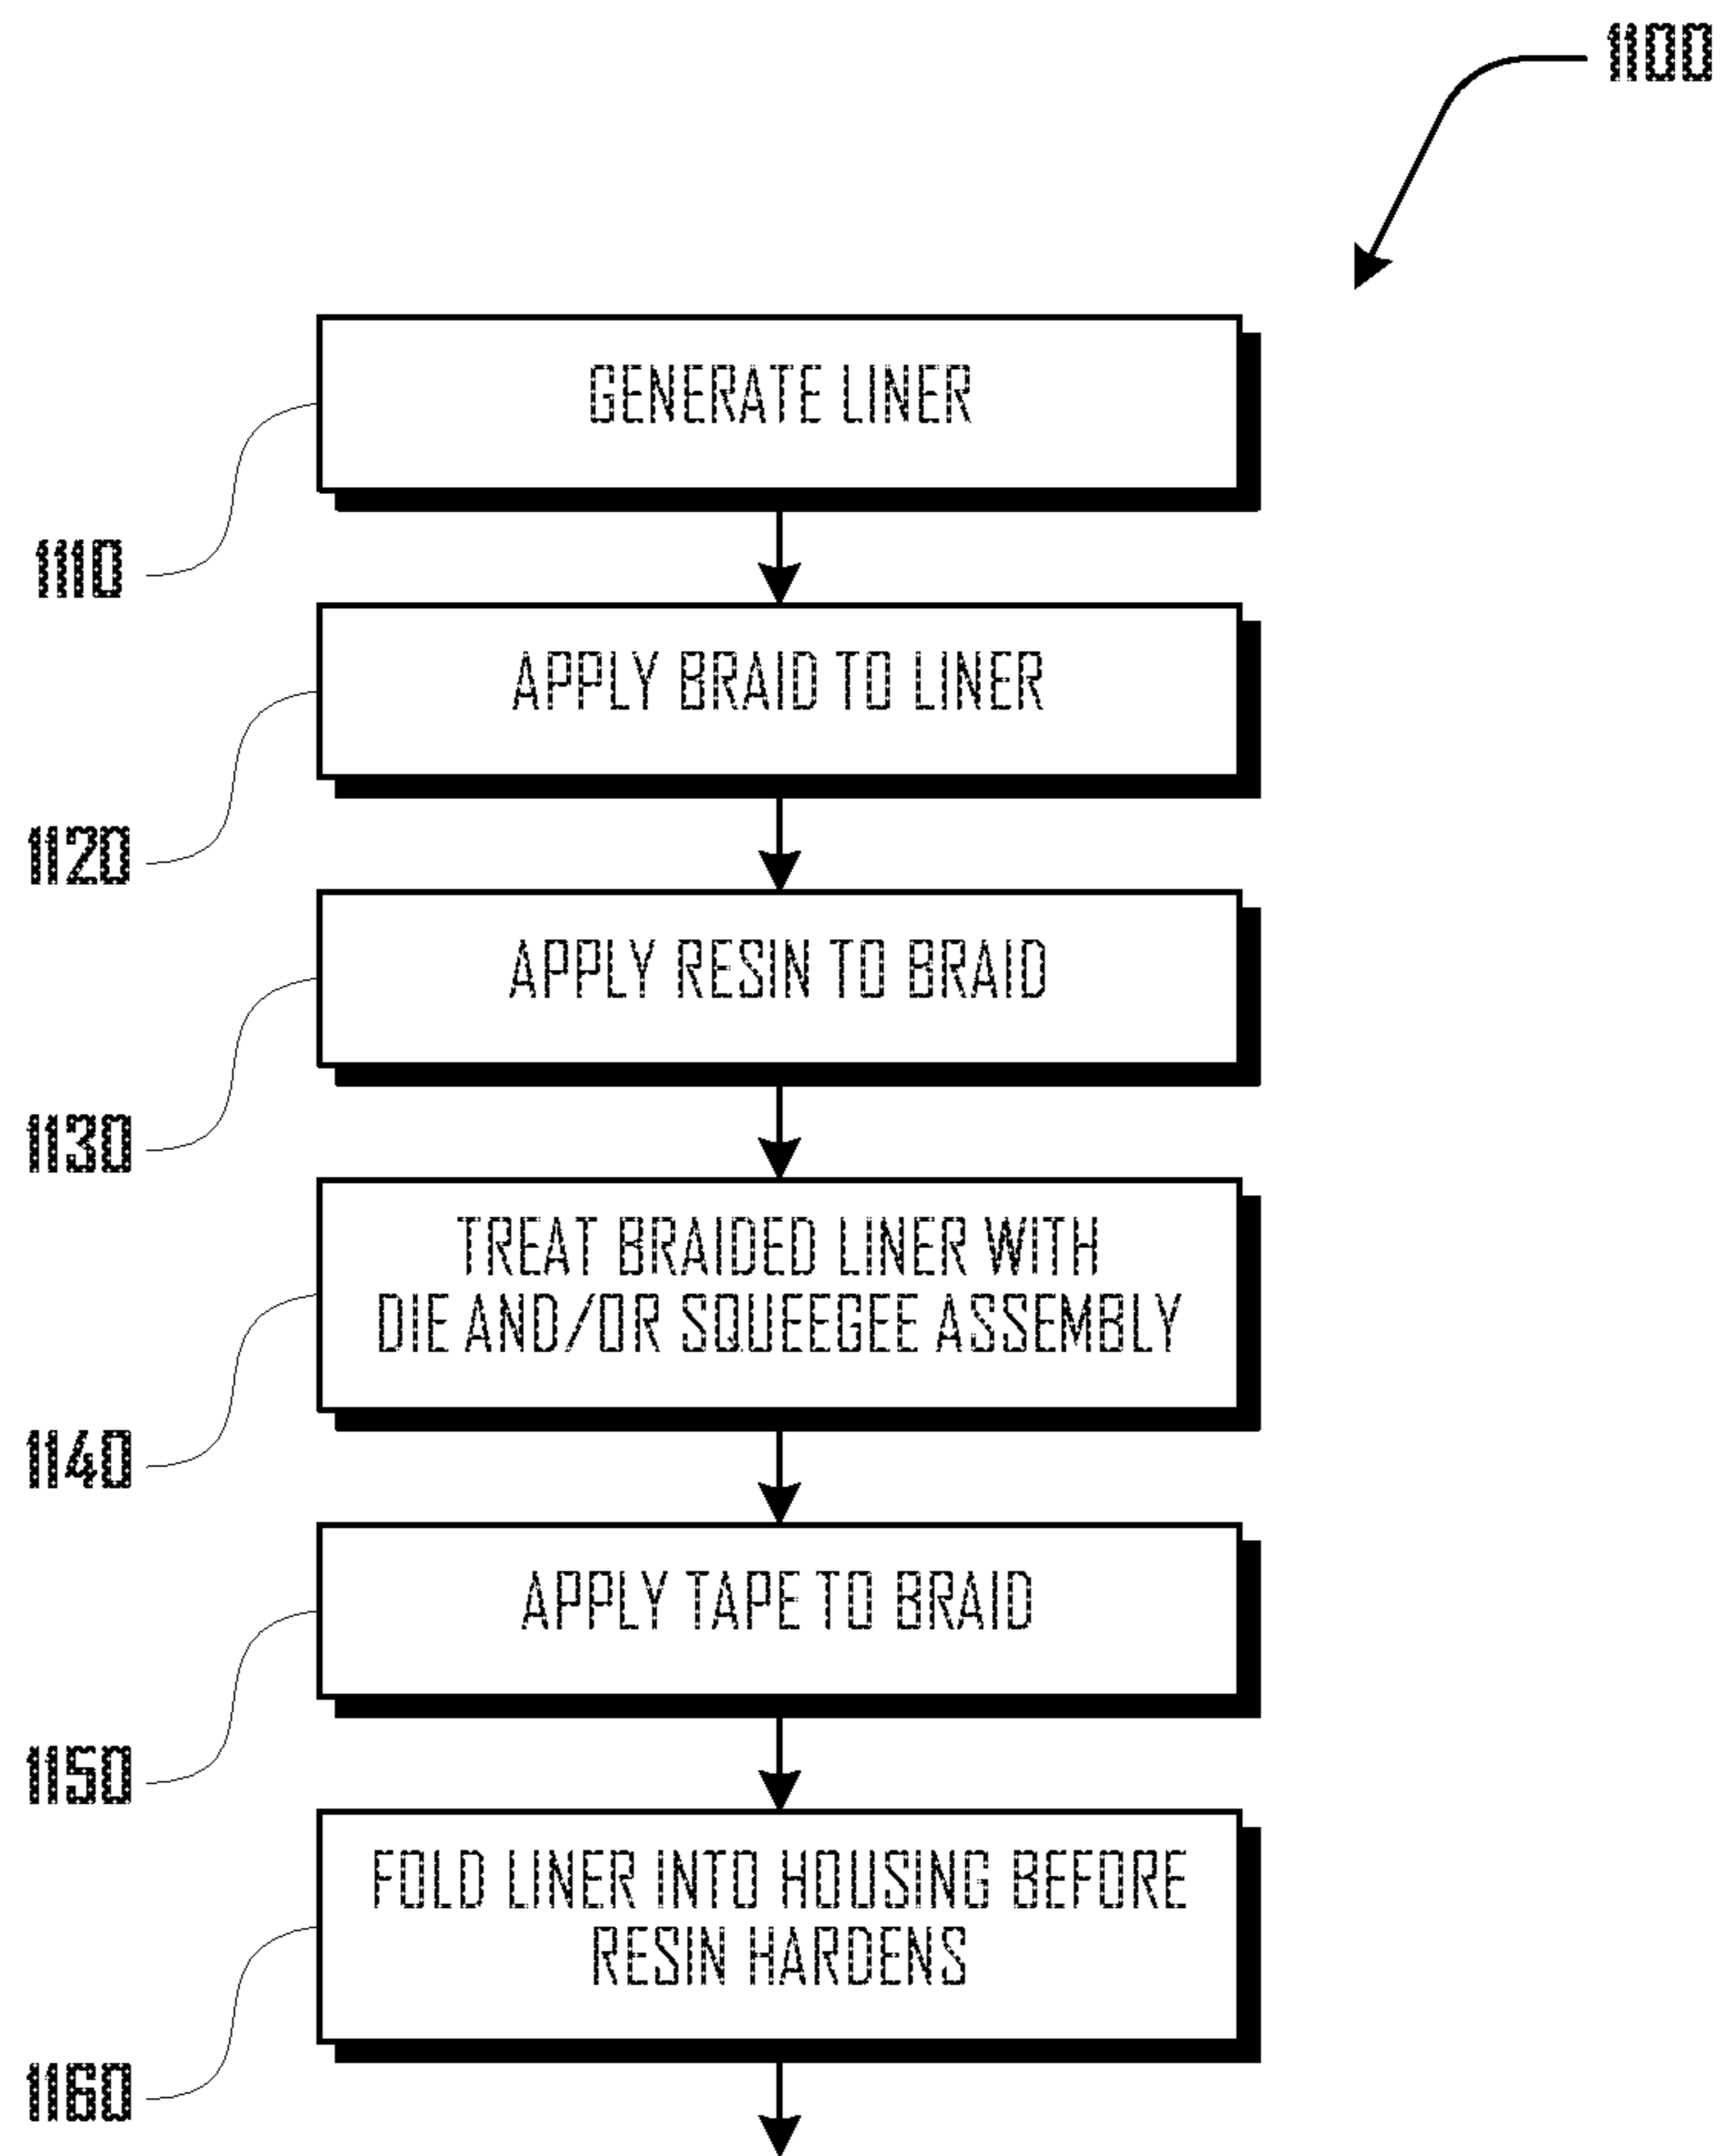 1100
GENERATE LINER
1110
APPLY BRAID TO LINER
1120
APPLY RESIN TO BRAID
1130
TREAT BRAIDED LINER WITH
DIE AND/OR SQUEEGEE ASSEMBLY
1140
APPLY TAPE TO BRAID
1150
FOLD LINER INTO HOUSING BEFORE
RESIN HARDENS
1160